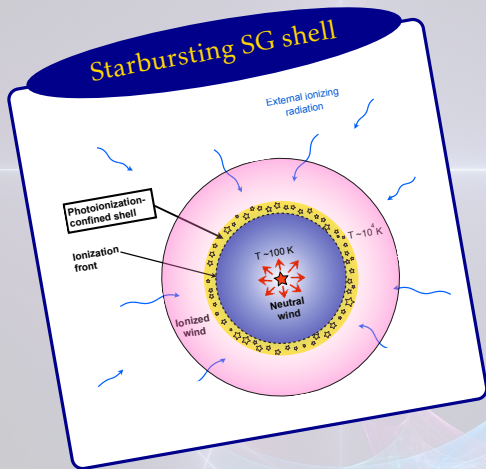 Starbursting SG shell
External ionizing
radiation
Photoionization-
confined shell
Ionization
front
T ~100 K
T ~10⁴ K
Neutral
wind
Ionized
wind